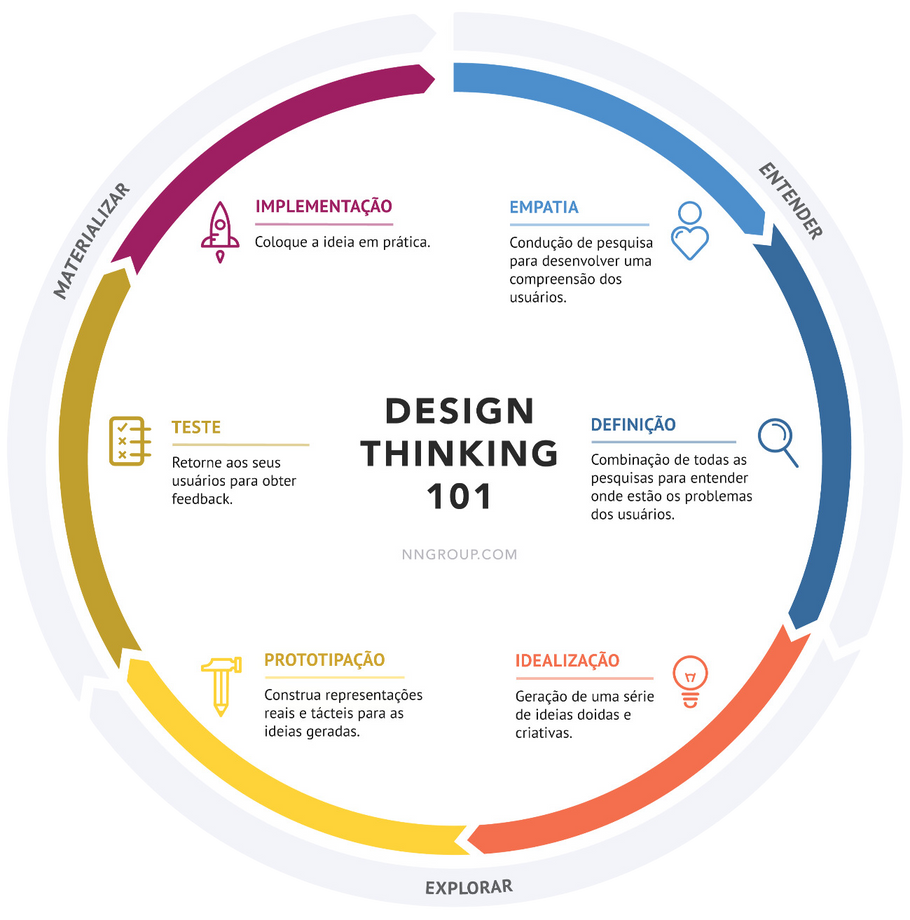 DESIGN
THINKING
101
NNGROUP.COM
ENTENDER
EMPATIA
Condução de pesquisa
para desenvolver uma
compreensão dos
usuários.
DEFINIÇÃO
Combinação de todas as
pesquisas para entender
onde estão os problemas
dos usuários.
EXPLORAR
IDEALIZAÇÃO
Geração de uma série
de ideias doidas e
criativas.
PROTOTIPAÇÃO
Construa representações
reais e tácteis para as
ideias geradas.
MATERIALIZAR
TESTE
Retorne aos seus
usuários para obter
feedback.
IMPLEMENTAÇÃO
Coloque a ideia em prática.